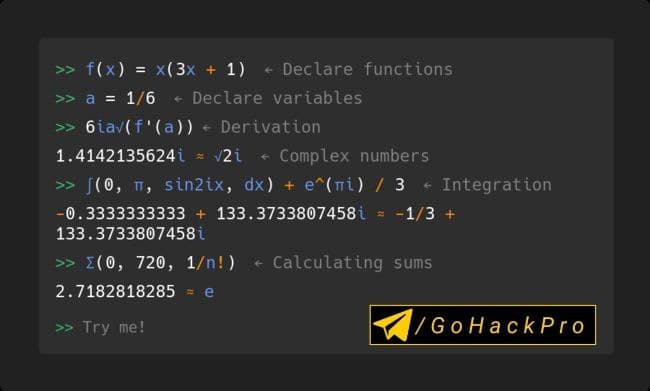 >> f(x) = x(3x + 1) ← Declare functions
>> a = 1/6 ← Declare variables
>> 6ia√(f'(a)) ← Derivation
1.4142135624i ≈ √2i ← Complex numbers
>> ∫(0, π, sin2ix, dx) + e^(πi) / 3 ← Integration
-0.3333333333 + 133.3733807458i ≈ -1/3 +
133.3733807458i
>> Σ(0, 720, 1/n!) ← Calculating sums
2.7182818285 ≈ e
>> Try me!
/GoHackPro